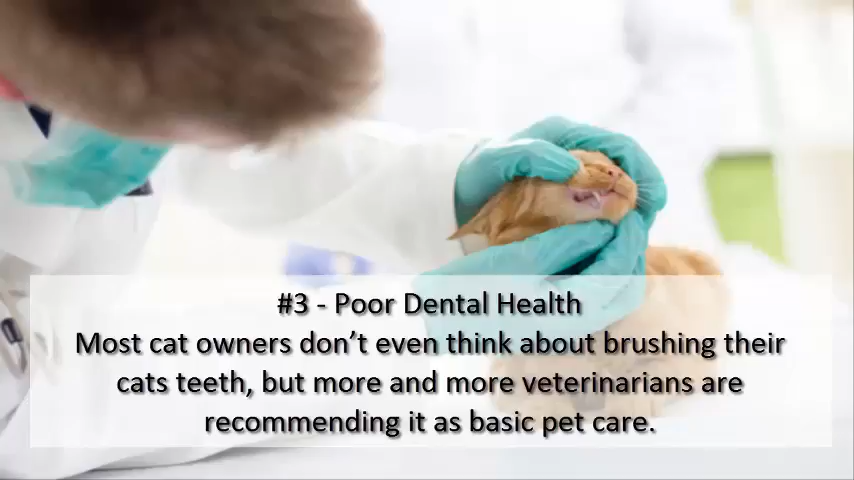 #3 - Poor Dental Health
Most cat owners don’t even think about brushing their
cats teeth, but more and more veterinarians are
recommending it as basic pet care.